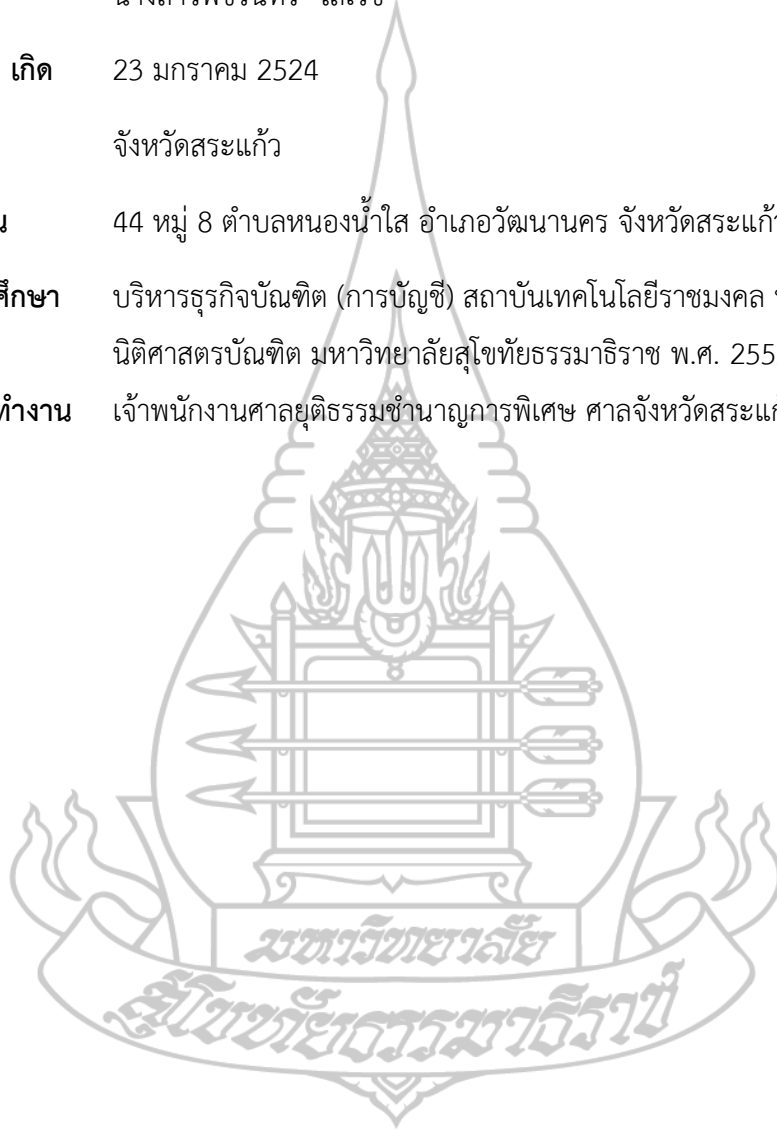 เกิด 23 มกราคม 2524
จังหวัดสระแก้ว
44 หมู่ 8 ตำบลหนองน้ำใส อำเภอวัฒนานคร จังหวัดสระแก้ว
ศึกษา บริหารธุรกิจบัณฑิต (การบัญชี) สถาบันเทคโนโลยีราชมงคล
นิติศาสตรบัณฑิต มหาวิทยาลัยสุโขทัยธรรมาธิราช พ.ศ. 255
ทำงาน เจ้าพนักงานศาลยุติธรรมชำนาญการพิเศษ ศาลจังหวัดสระแก้ว
มหาวิทยาลัย
สุโขทัยธรรมาธิราช